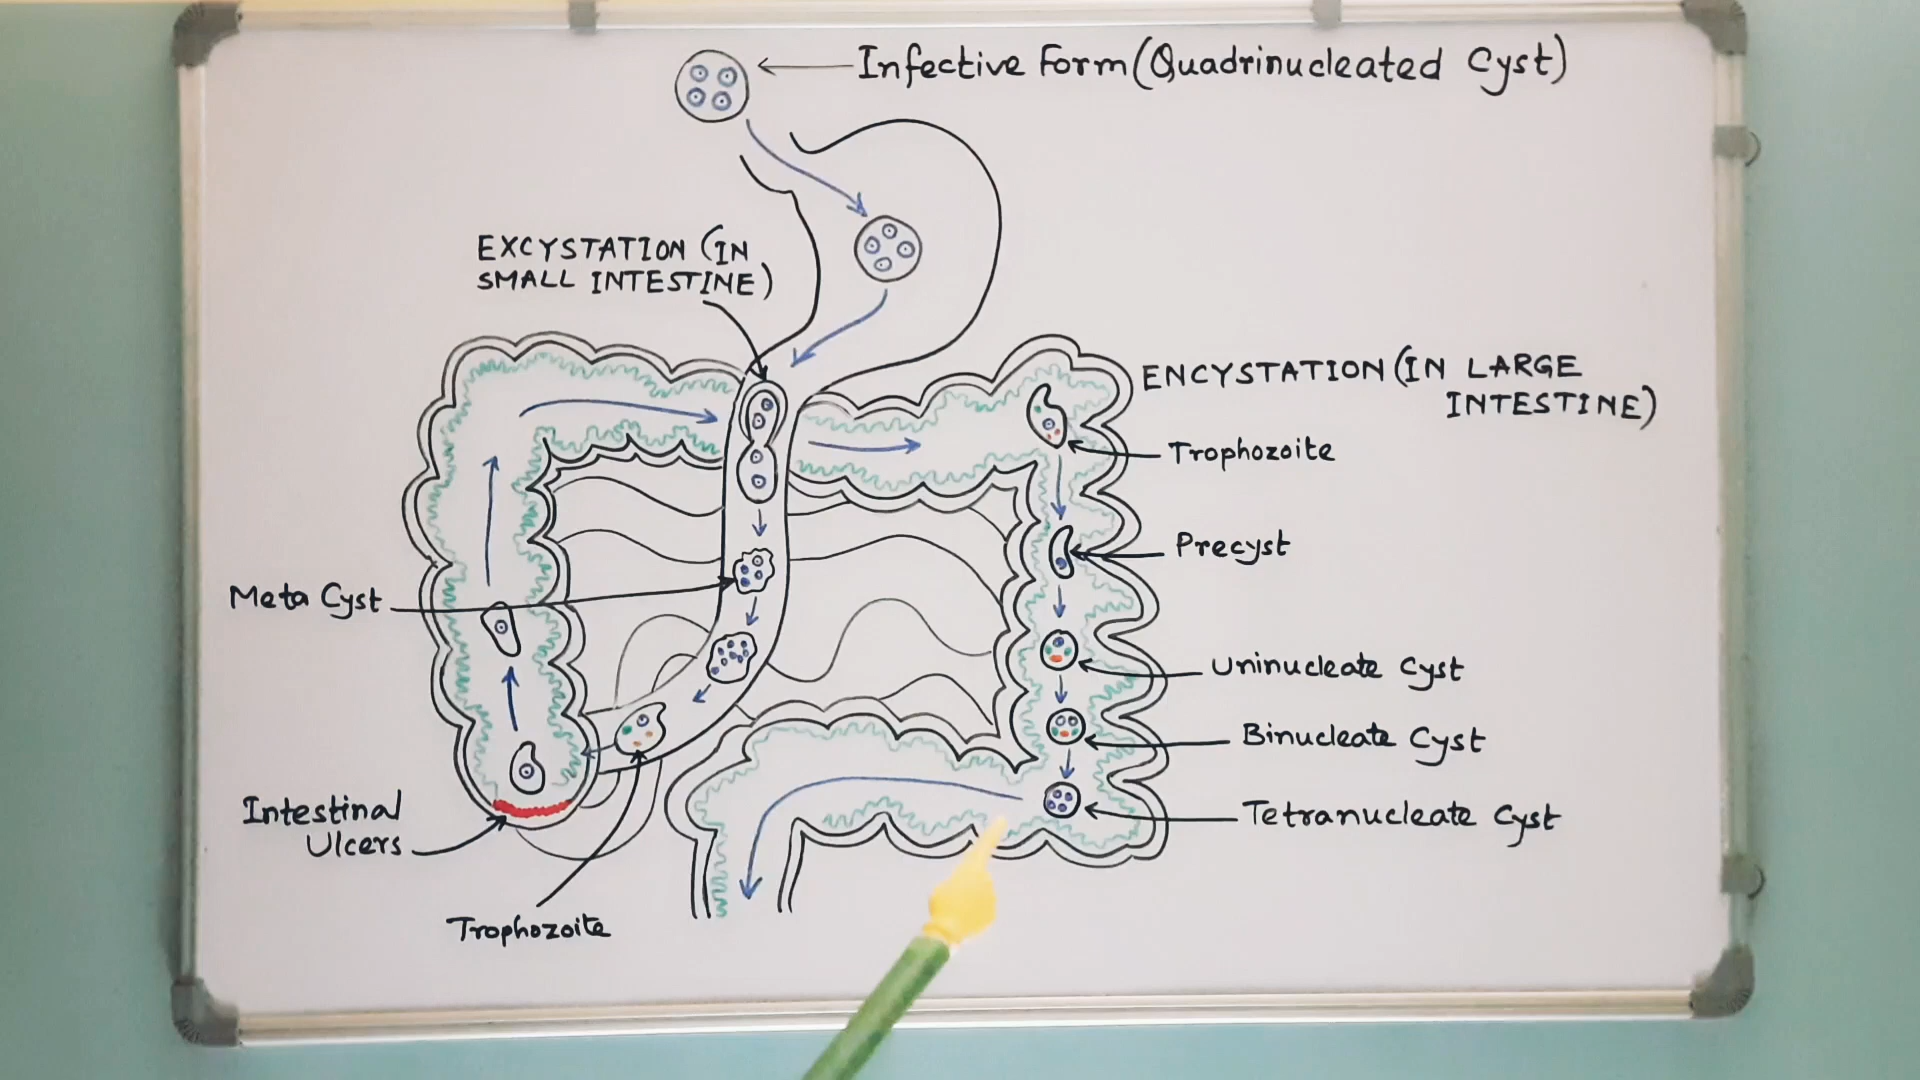 Infective Form (Quadrinucleated Cyst)
EXCYSTATION (IN
SMALL INTESTINE)
ENCYSTATION (IN LARGE
INTESTINE)
Trophozoite
Precyst
Meta Cyst
Uninucleate Cyst
Binucleate Cyst
Intestinal
Ulcers
Tetranucleate Cyst
Trophozoite